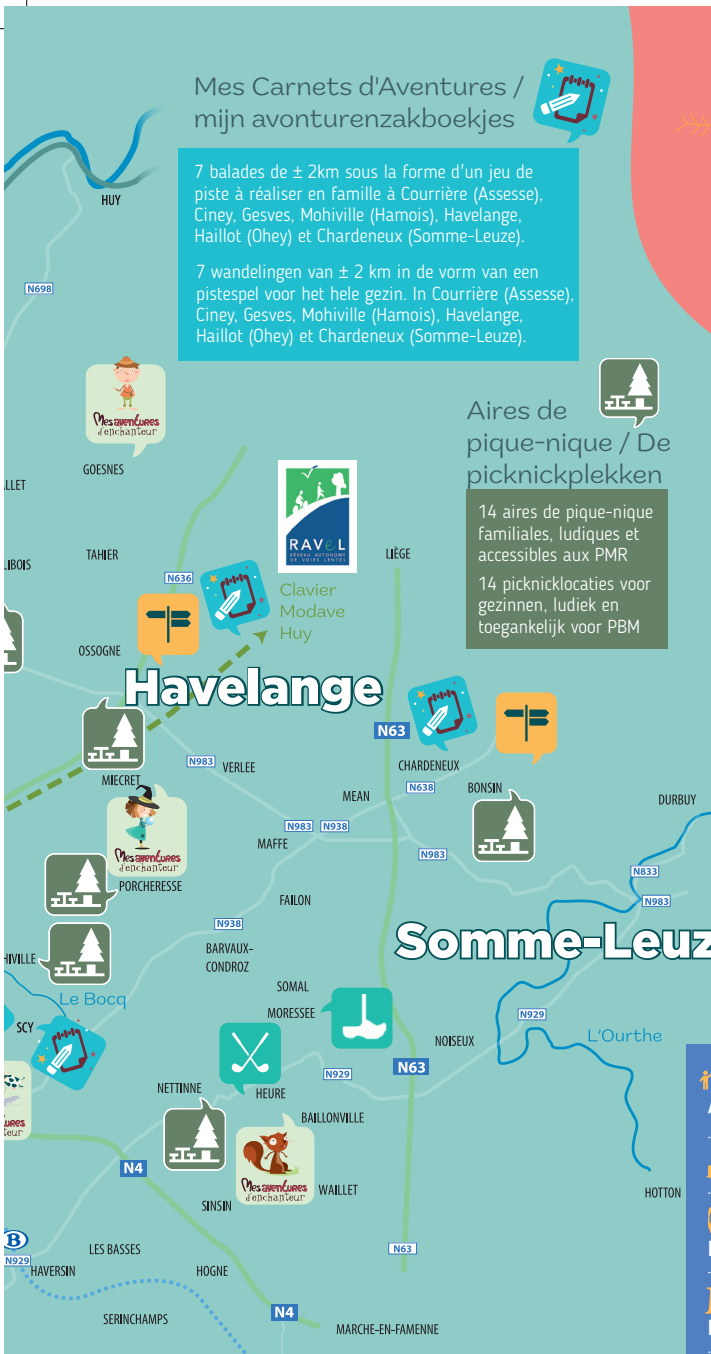 Mes Carnets d'Aventures /
mijn avonturenzakboekjes
7 balades de ± 2km sous la forme d'un jeu de
piste à réaliser en famille à Courrière (Assesse),
Ciney, Gesves, Mohiville (Hamois), Havelange,
Haillot (Ohey) et Chardeneux (Somme-Leuze).
7 wandelingen van ± 2 km in de vorm van een
pistespel voor het hele gezin. In Courrière (Assesse),
Ciney, Gesves, Mohiville (Hamois), Havelange,
Haillot (Ohey) et Chardeneux (Somme-Leuze).
HUY
N698
Mes aventures
d'enchanteur
Aires de
pique-nique / De
picknickplekken
14 aires de pique-nique
familiales, ludiques et
accessibles aux PMR
14 picknicklocaties voor
gezinnen, ludiek en
toegankelijk voor PBM
GOESNES
ALLET
RAVeL
RÉSEAU AUTONOME
DE VOIES LENTES
LIÈGE
TAHIER
LIBOIS
N636
Clavier
Modave
Huy
OSSOGNE
Havelange
N63
CHARDENEUX
N983
VERLEE
MIECRET
N638
BONSIN
MEAN
DURBUY
N983
N938
MAFFE
Mes aventures
d'enchanteur
N983
N833
PORCHERESSE
N983
FAILON
N938
Somme-Leuz
BARVAUX-
CONDROZ
HIVILLE
SOMAL
Le Bocq
MORESSEE
N929
SCY
NOISEUX
L'Ourthe
N63
N929
NETTINNE
HEURE
ures
teur
BAILLONVILLE
N4
Mes aventures
d'enchanteur
WAILLET
HOTTON
SINSIN
B
N63
LES BASSES
N929
HAVERSIN
HOGNE
N4
SERINCHAMPS
MARCHE-EN-FAMENNE